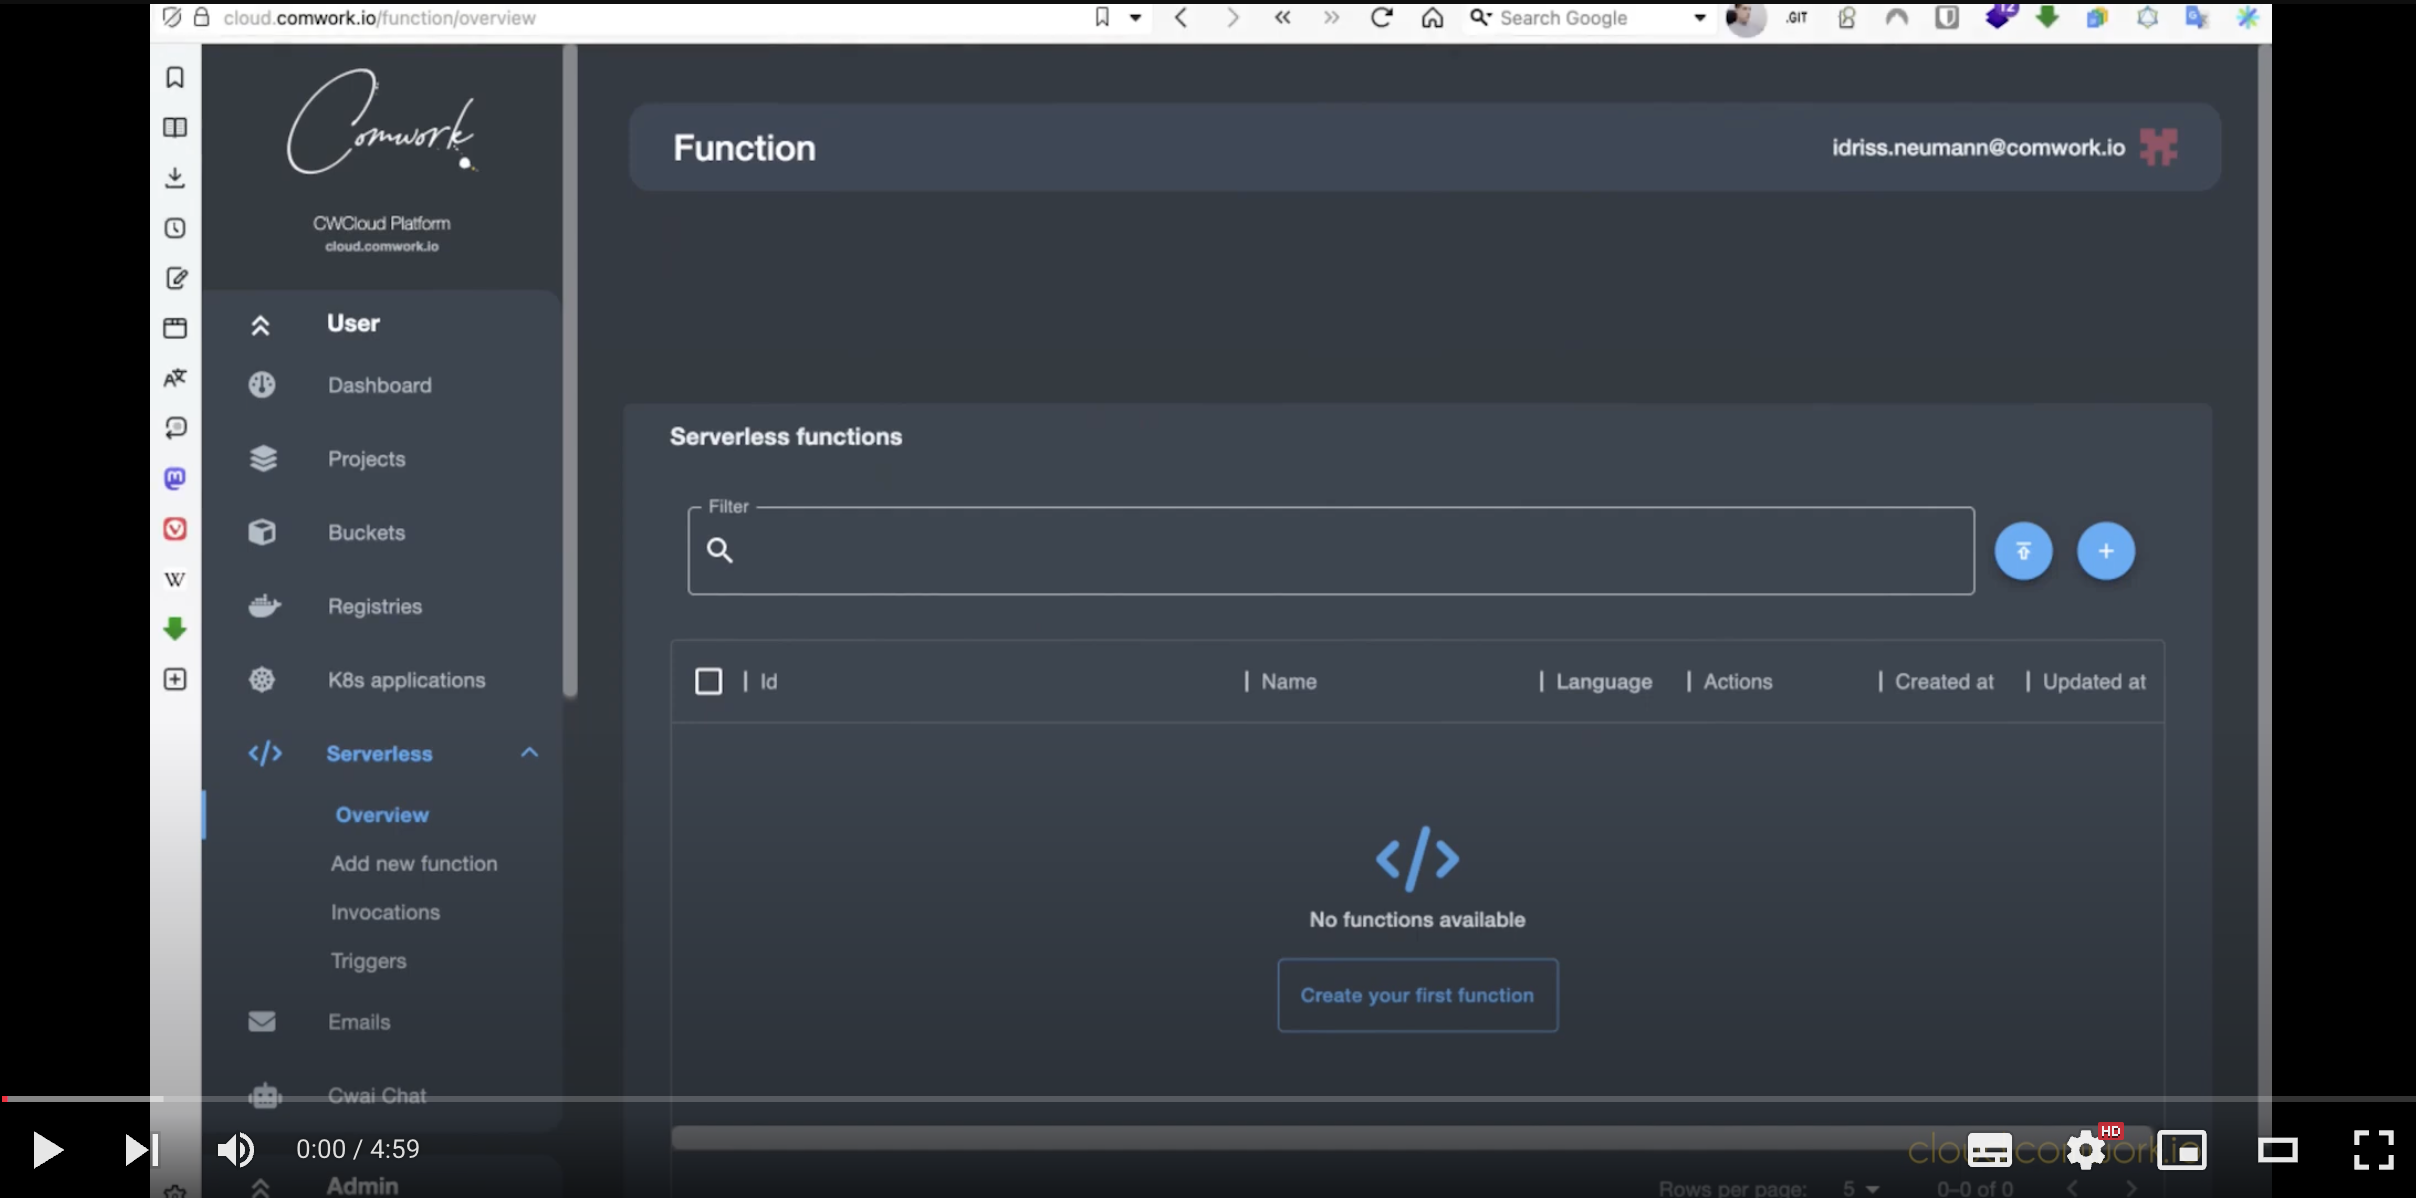 cloud.comwork.io/function/overview
Search Google
.GIT
12
Comwork
CWCloud Platform
cloud.comwork.io
Function
idriss.neumann@comwork.io
User
Dashboard
Projects
Buckets
Registries
K8s applications
Serverless
Overview
Add new function
Invocations
Triggers
Emails
Cwai Chat
Admin
W
Serverless functions
Filter
Id
Name
Language
Actions
Created at
Updated at
No functions available
Create your first function
Rows per page: 5
0–0 of 0
0:00 / 4:59
HD